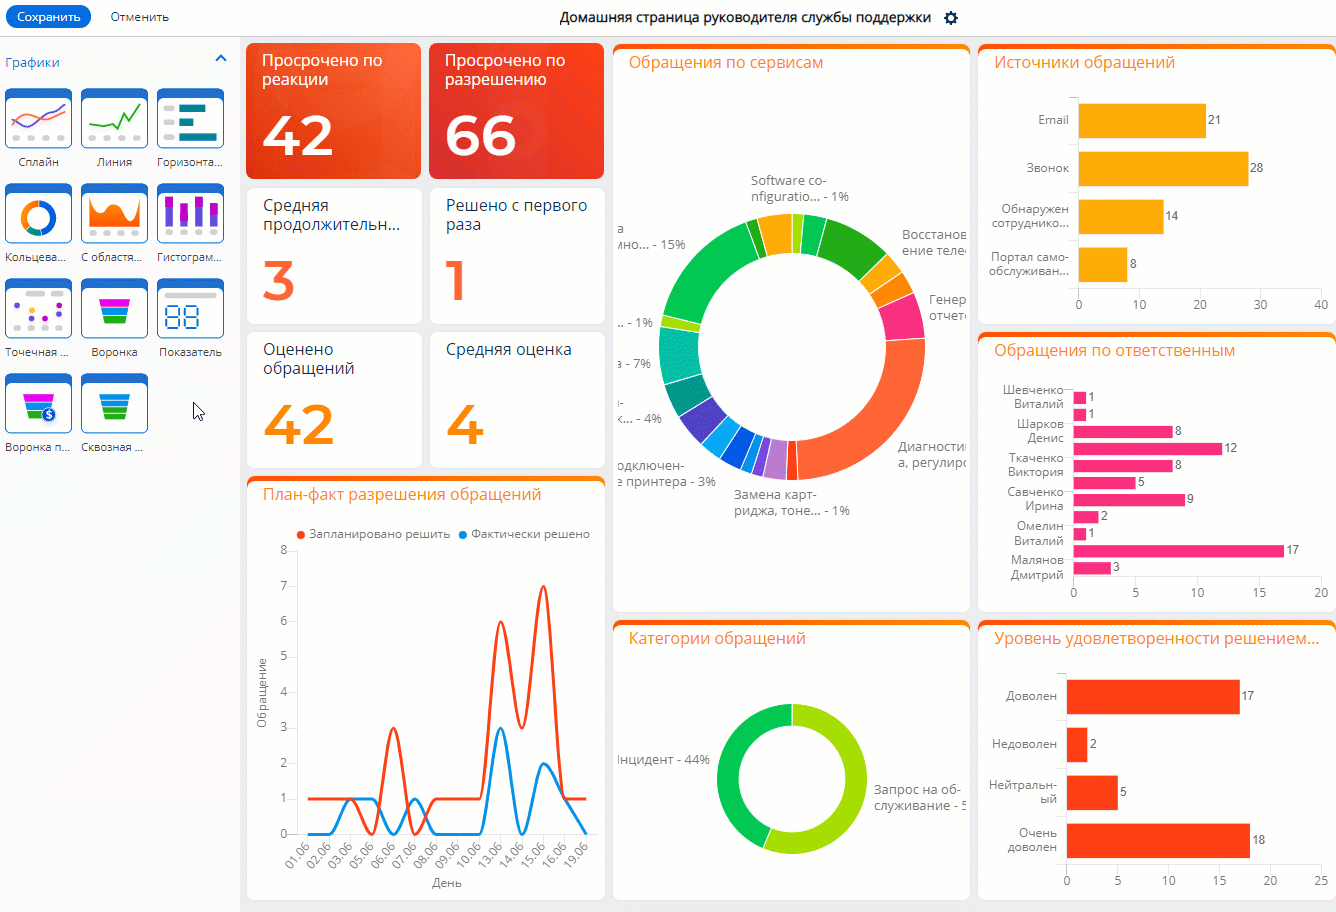 Сохранить
Отменить
Домашняя страница руководителя службы поддержки
Графики
Сплайн
Линия
Горизонта...
Кольцева...
С областя...
Гистограм...
Точечная ...
Воронка
Показатель
Воронка п...
Сквозная ...
Просрочено по
реакции
42
Просрочено по
разрешению
66
Средняя
продолжительн...
3
Решено с первого
раза
1
Оценено
обращений
42
Средняя оценка
4
План-факт разрешения обращений
Запланировано решить
Фактически решено
8
7
6
5
4
3
2
1
0
Обращение
01.06
02.06
03.06
05.06
06.06
07.06
08.06
09.06
10.06
13.06
14.06
15.06
16.06
19.06
День
Обращения по сервисам
Software co-
nfiguratio... - 1%
а
мно... - 15%
Восстанов
ение теле
Генер
отчет
... - 1%
а - 7%
-
к... - 4%
Диагности
а, регулиро
одключен-
е принтера - 3%
Замена карт-
риджа, тоне... - 1%
Категории обращений
Инцидент - 44%
Запрос на об-
служивание - 5
Источники обращений
Email
21
Звонок
28
Обнаружен
сотруднико...
14
Портал само-
обслуживан...
8
0
10
20
30
40
Обращения по ответственным
Шевченко
Виталий
1
1
Шарков
Денис
8
12
Ткаченко
Виктория
8
5
Савченко
Ирина
9
2
Омелин
Виталий
1
17
Малянов
Дмитрий
3
0
5
10
15
20
Уровень удовлетворенности решением...
Доволен
17
Недоволен
2
Нейтральн-
ый
5
Очень
доволен
18
0
5
10
15
20
25